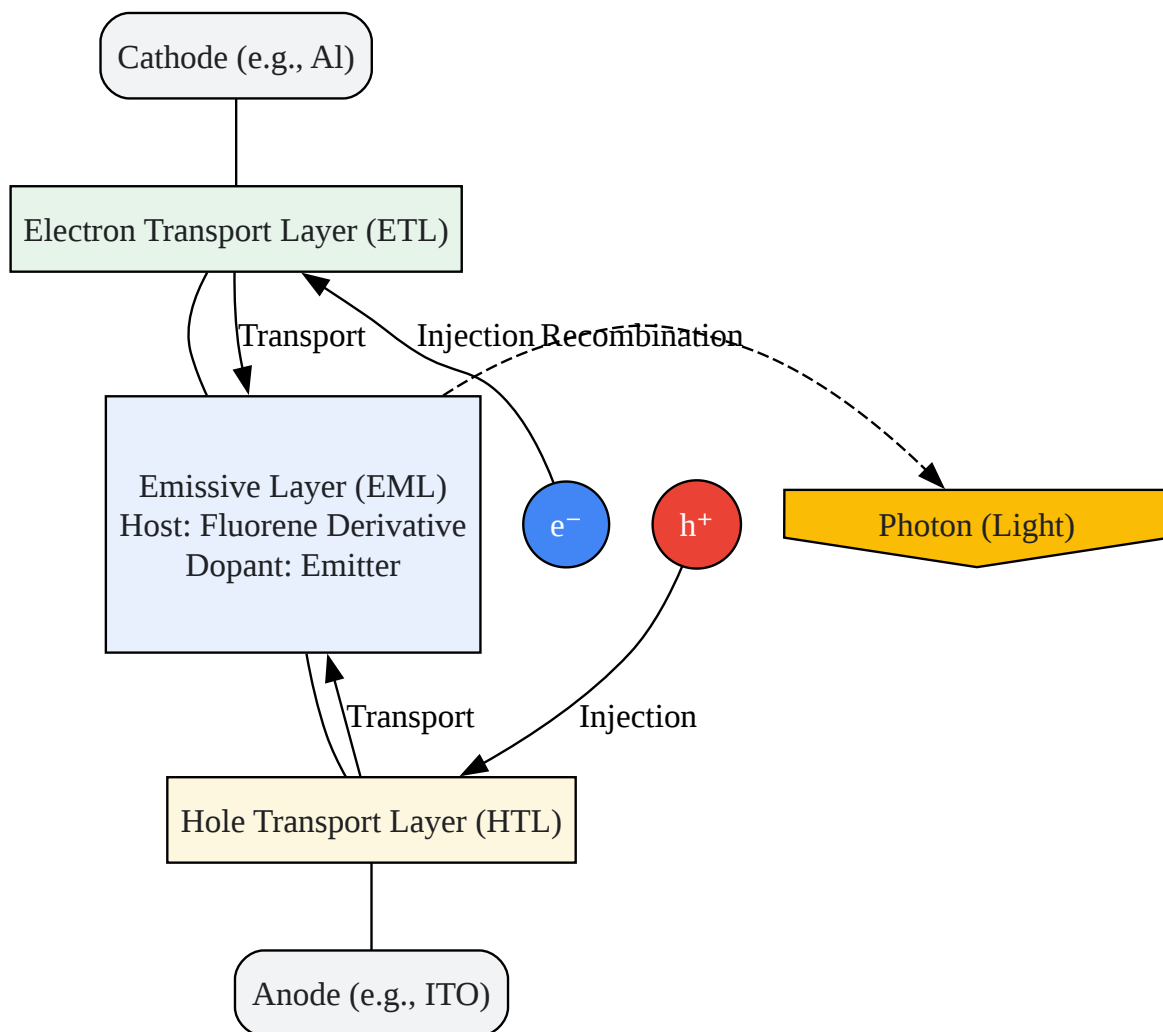 Cathode (e.g., Al)
Electron Transport Layer (ETL)
Transport
Injection
Recombination
Emissive Layer (EML)
Host: Fluorene Derivative
Dopant: Emitter
e⁻
h⁺
Photon (Light)
Transport
Injection
Hole Transport Layer (HTL)
Anode (e.g., ITO)